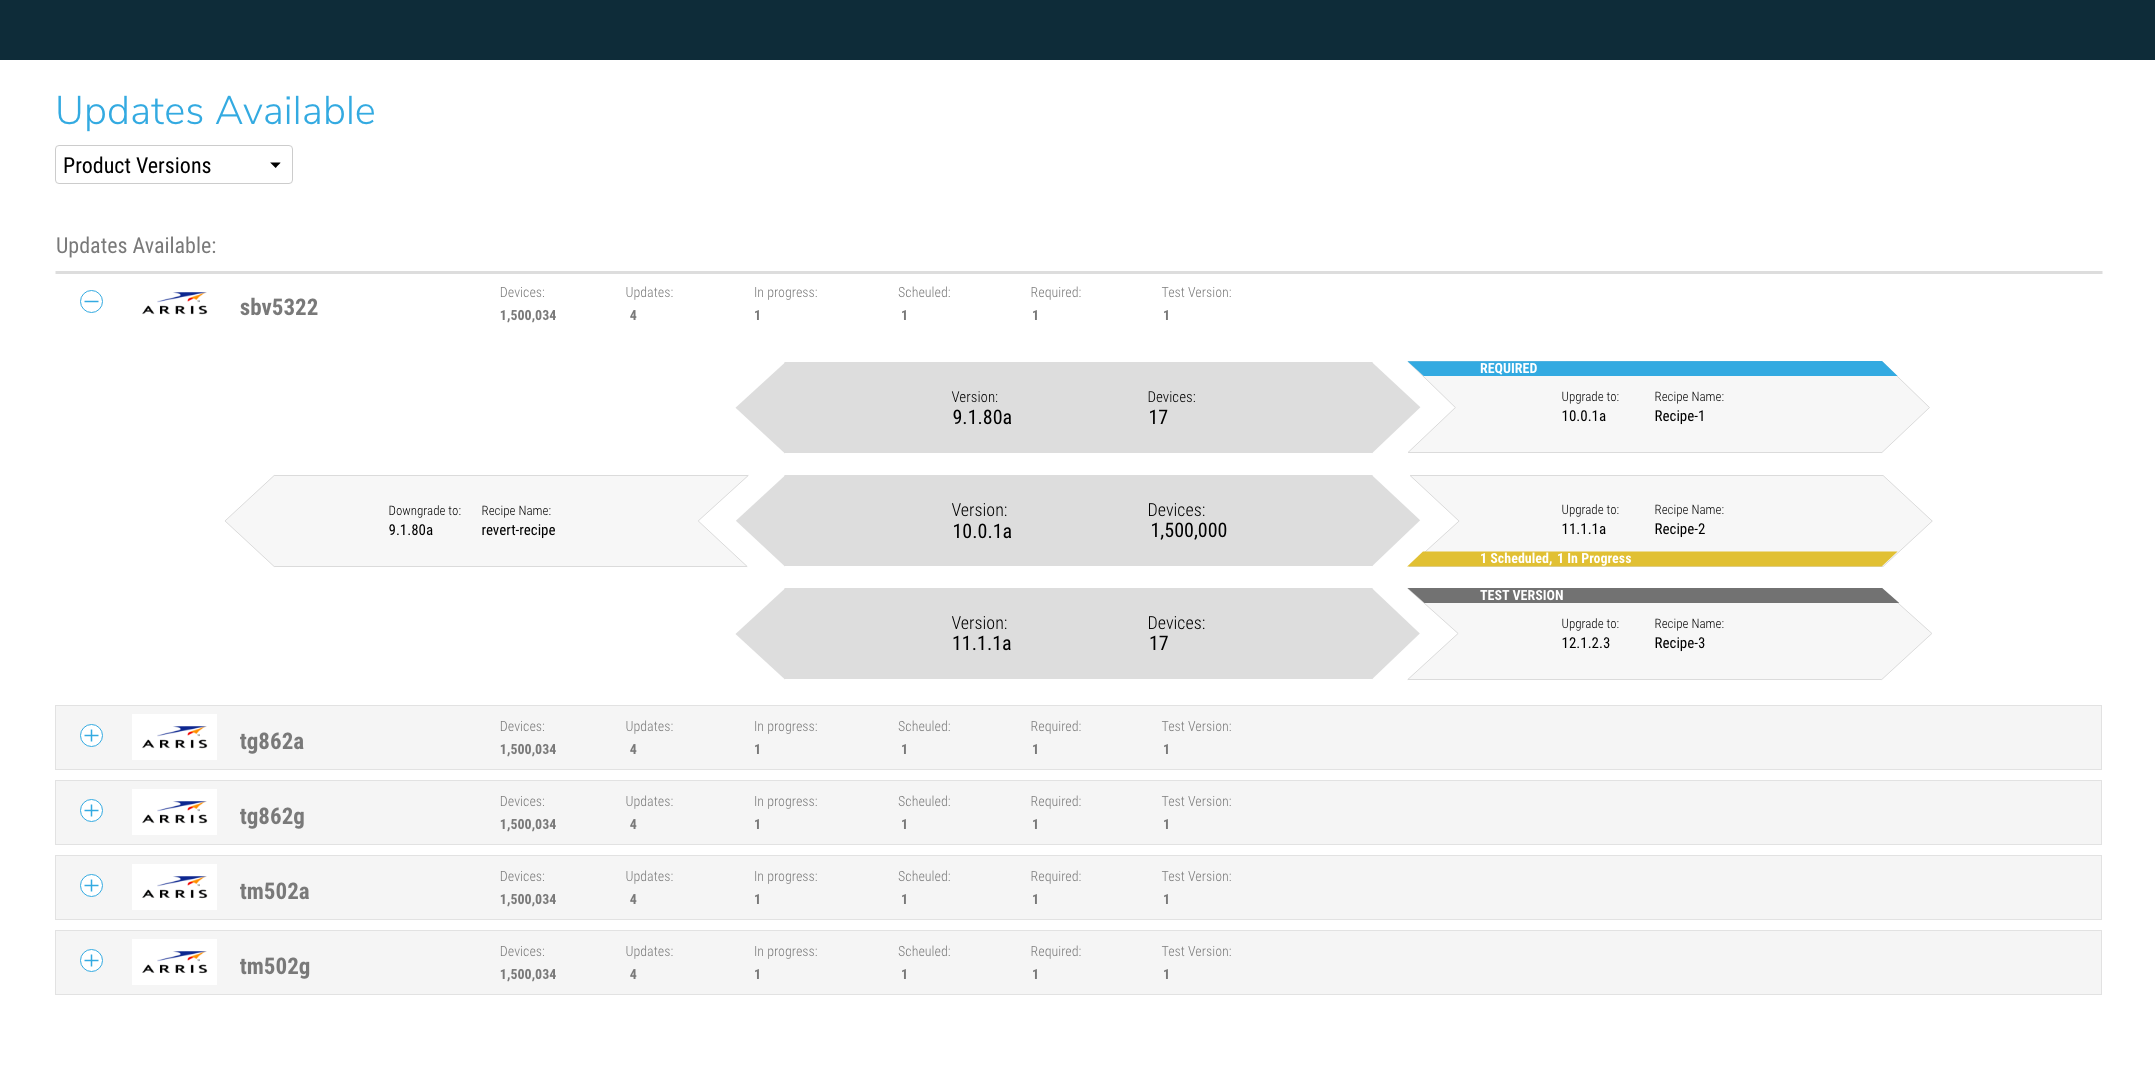 Updates Available
Product Versions
Updates Available:
ARRIS sbv5322 Devices: Updates: In progress: Scheuled: Required: Test Version:
1,500,034 4 1 1 1 1
REQUIRED
Version: Devices: Upgrade to: Recipe Name:
9.1.80a 17 10.0.1a Recipe-1
Downgrade to: Recipe Name: Version: Devices: Upgrade to: Recipe Name:
9.1.80a revert-recipe 10.0.1a 1,500,000 11.1.1a Recipe-2
1 Scheduled, 1 In Progress
TEST VERSION
Version: Devices: Upgrade to: Recipe Name:
11.1.1a 17 12.1.2.3 Recipe-3
ARRIS tg862a Devices: Updates: In progress: Scheuled: Required: Test Version:
1,500,034 4 1 1 1 1
ARRIS tg862g Devices: Updates: In progress: Scheuled: Required: Test Version:
1,500,034 4 1 1 1 1
ARRIS tm502a Devices: Updates: In progress: Scheuled: Required: Test Version:
1,500,034 4 1 1 1 1
ARRIS tm502g Devices: Updates: In progress: Scheuled: Required: Test Version:
1,500,034 4 1 1 1 1